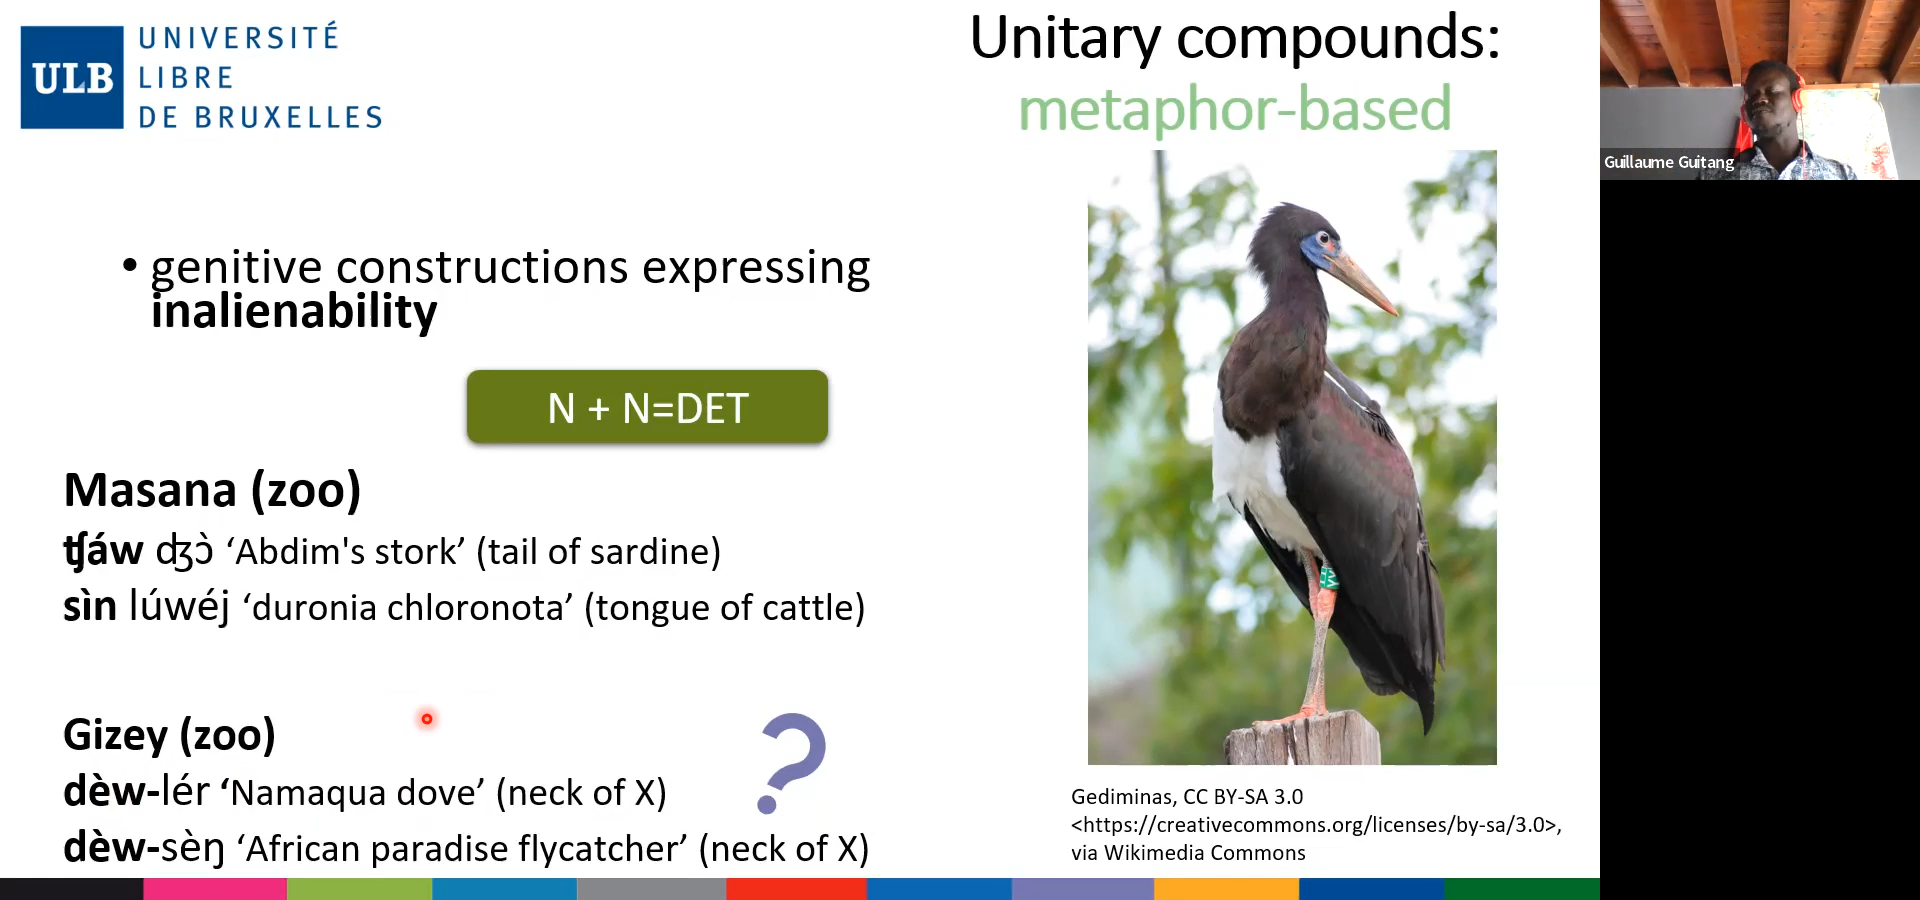 ULB
UNIVERSITÉ
LIBRE
DE BRUXELLES
Unitary compounds:
metaphor-based
Guillaume Guitang
• genitive constructions expressing
inalienability
N + N=DET
Masana (zoo)
ʧáw ʤɔ̀ ‘Abdim's stork’ (tail of sardine)
sìn lúwéj ‘duronia chloronota’ (tongue of cattle)
Gizey (zoo)
dèw-lér ‘Namaqua dove’ (neck of X)
dèw-sèŋ ‘African paradise flycatcher’ (neck of X)
?
Gediminas, CC BY-SA 3.0
<https://creativecommons.org/licenses/by-sa/3.0>,
via Wikimedia Commons